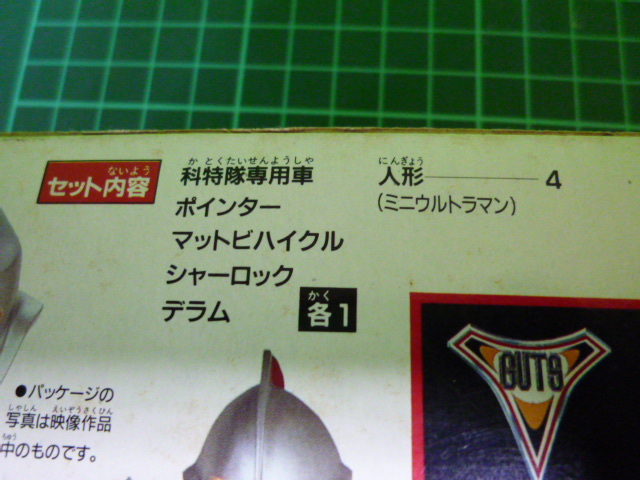 セット内容
ないよう
科特隊専用車
かとくたいせんようしゃ
ポインター
マットビハイクル
シャーロック
デラム
各1
かく
人形 4
にんぎょう
(ミニウルトラマン)
●パッケージの
写真は映像作品
しゃしん えいぞうさくひん
中のものです。
ちゅう
GUTS